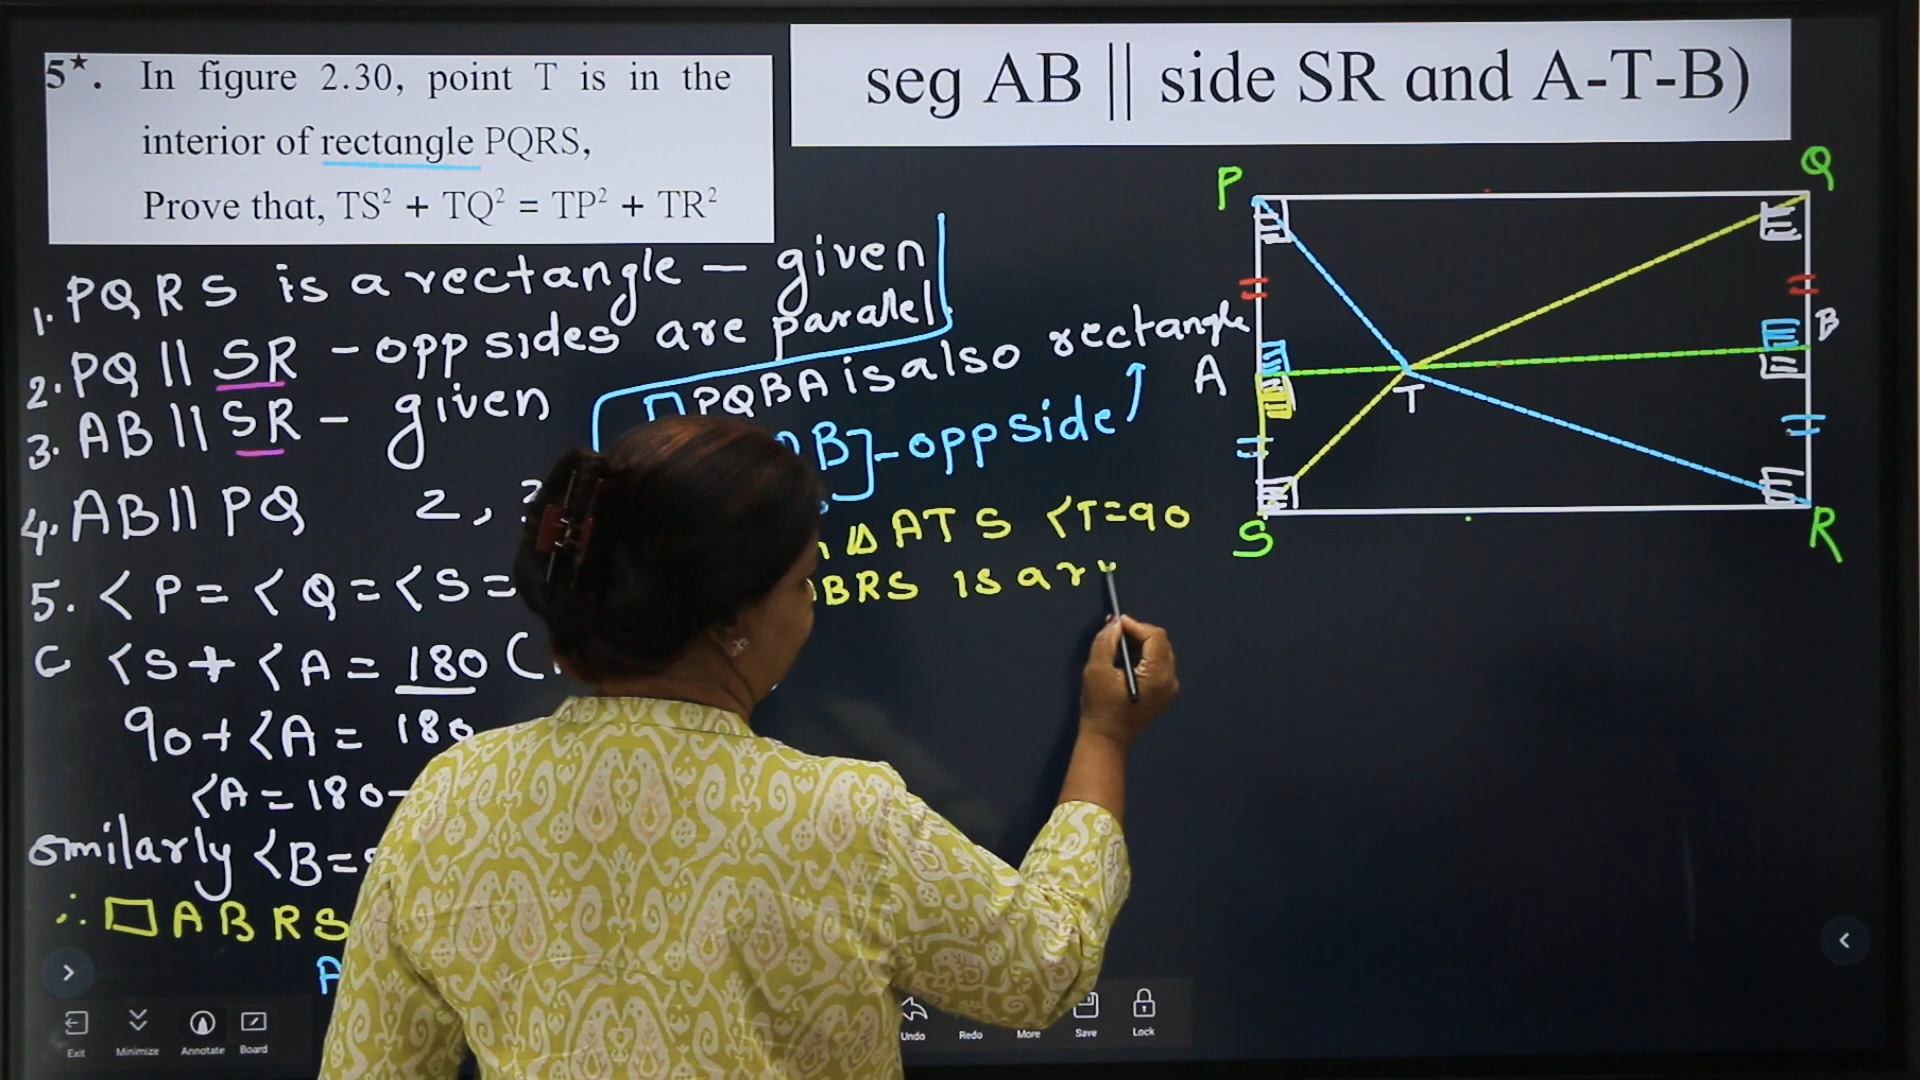 5★. In figure 2.30, point T is in the
interior of rectangle PQRS,
Prove that, TS² + TQ² = TP² + TR²
seg AB || side SR and A-T-B)
1. PQRS is a rectangle – given
2. PQ || SR – opp sides are parallel
3. AB || SR – given
4. AB || PQ 2,
5. <P = <Q = <S =
<S + <A = 180
90 + <A = 180
<A = 180-
similarly <B =
∴ □ ABRS
A
□ PQBA is also rectangle
B] - opp side
△ ATS <T=90
BRS is a r
P
Q
A
B
T
S
R
Exit
Minimize
Annotate
Board
Undo
Redo
More
Save
Lock